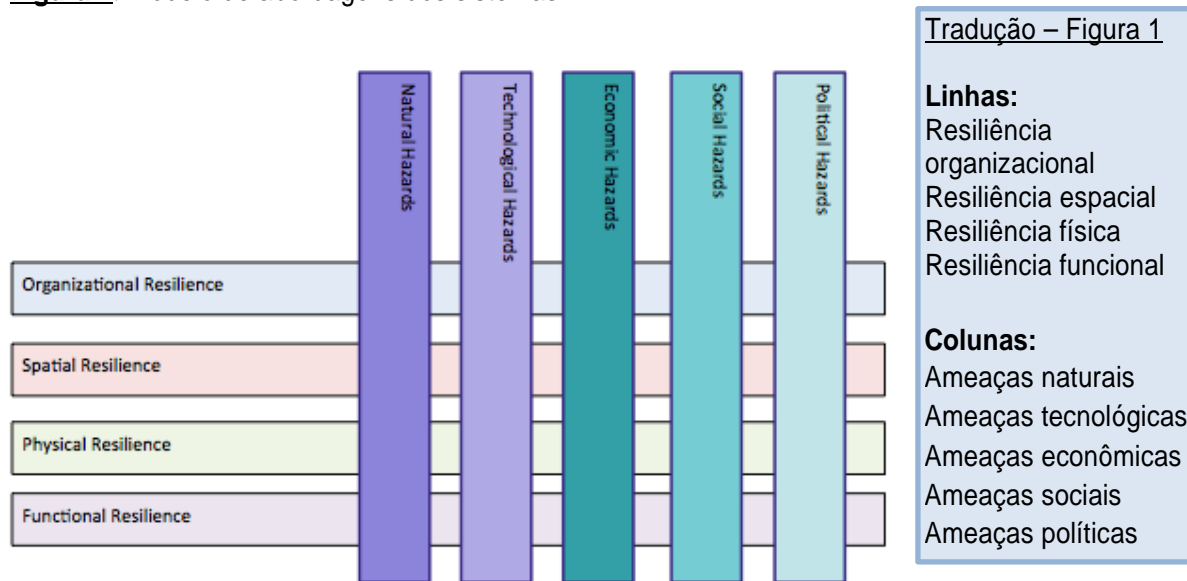 Natural Hazards
Technological Hazards
Economic Hazards
Social Hazards
Political Hazards
Organizational Resilience
Spatial Resilience
Physical Resilience
Functional Resilience
Tradução – Figura 1
Linhas:
Resiliência
organizacional
Resiliência espacial
Resiliência física
Resiliência funcional
Colunas:
Ameaças naturais
Ameaças tecnológicas
Ameaças econômicas
Ameaças sociais
Ameaças políticas